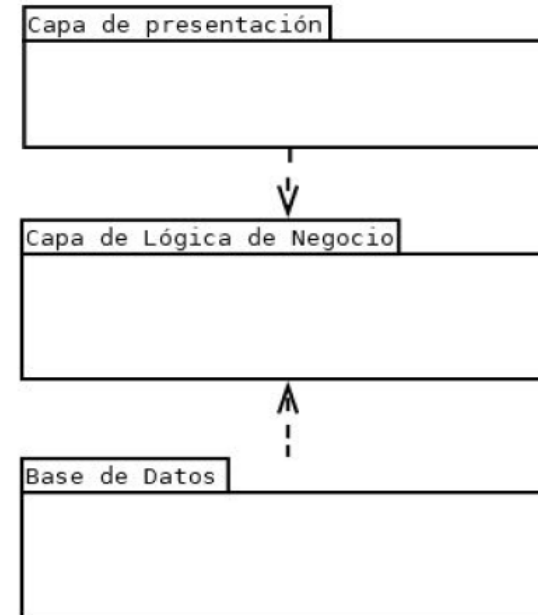 Capa de presentación
Capa de Lógica de Negocio
Base de Datos